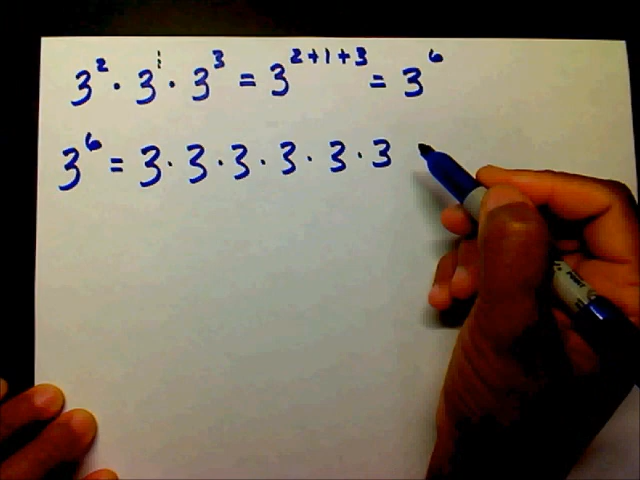 3² · 3¹ · 3³ = 3²⁺¹⁺³ = 3⁶
3⁶ = 3 · 3 · 3 · 3 · 3 · 3